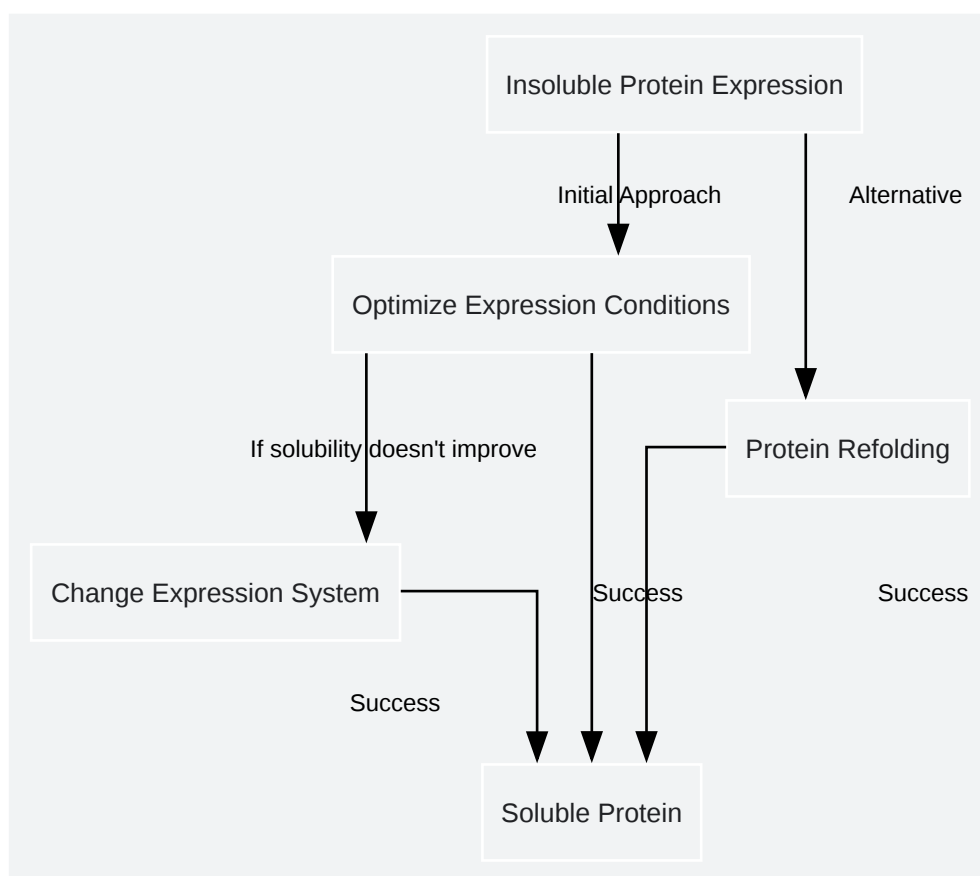 Insoluble Protein Expression
Initial Approach
Alternative
Optimize Expression Conditions
If solubility doesn't improve
Protein Refolding
Change Expression System
Success
Success
Success
Soluble Protein